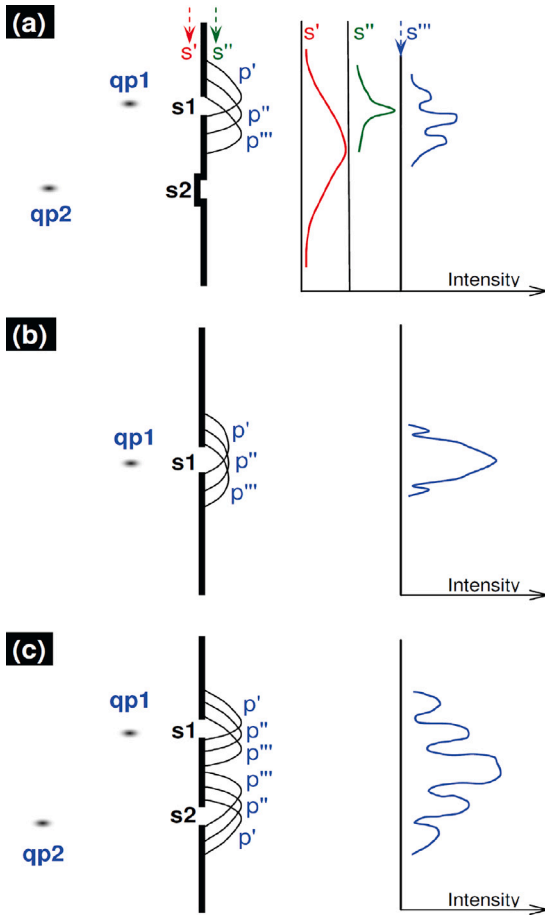 (a)
s' s''
s' s'' s'''
qp1
p'
s1
p''
p'''
s2
qp2
Intensity
(b)
qp1
p'
s1
p''
p'''
Intensity
(c)
qp1
p'
s1
p''
p'''
p'''
s2
p''
p'
qp2
Intensity